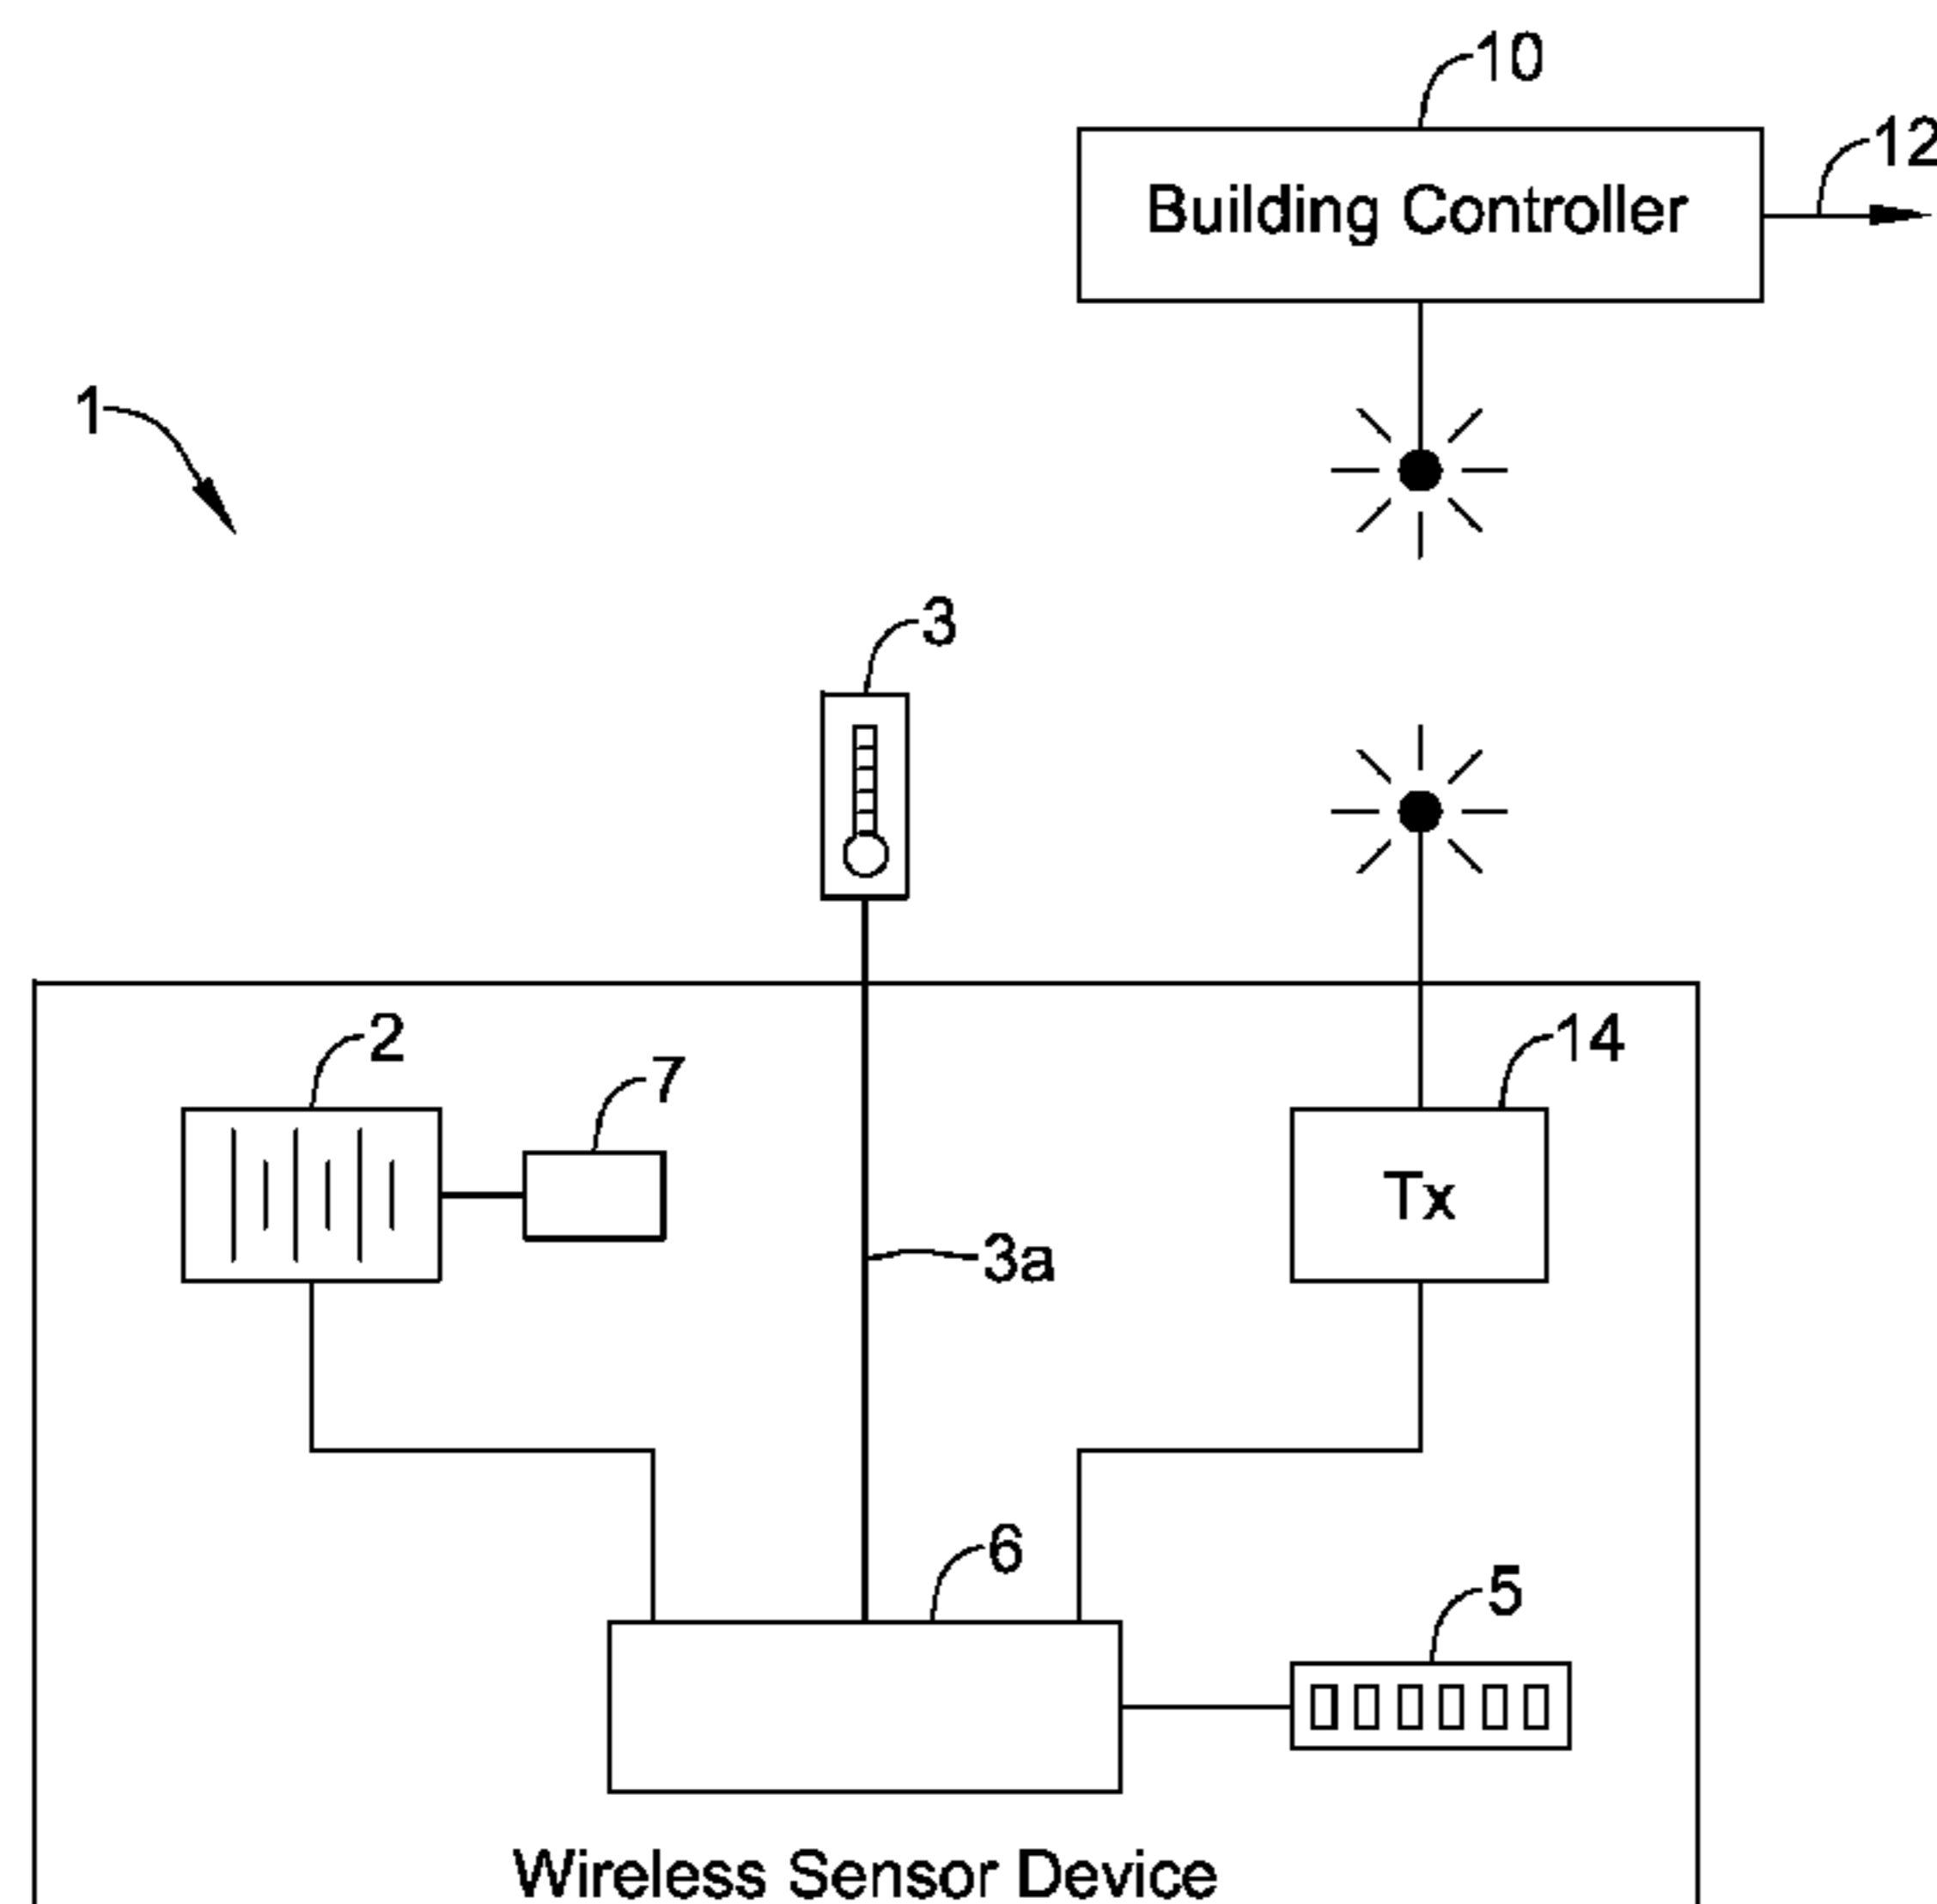 10
12
Building Controller
1
3
2
14
7
Tx
3a
6
5
Wireless Sensor Device